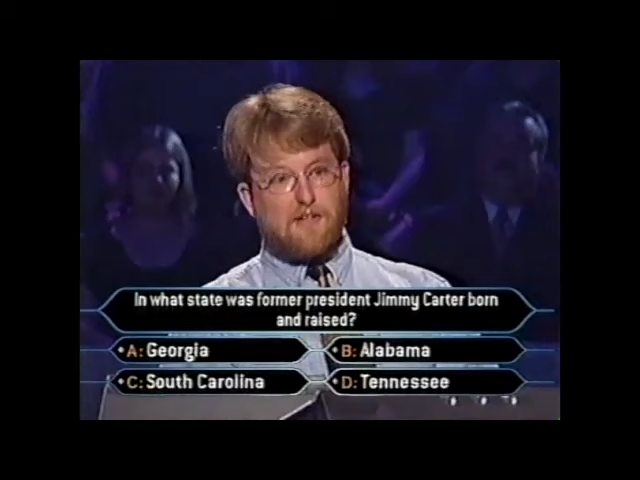 In what state was former president Jimmy Carter born
and raised?
A: Georgia
B: Alabama
C: South Carolina
D: Tennessee